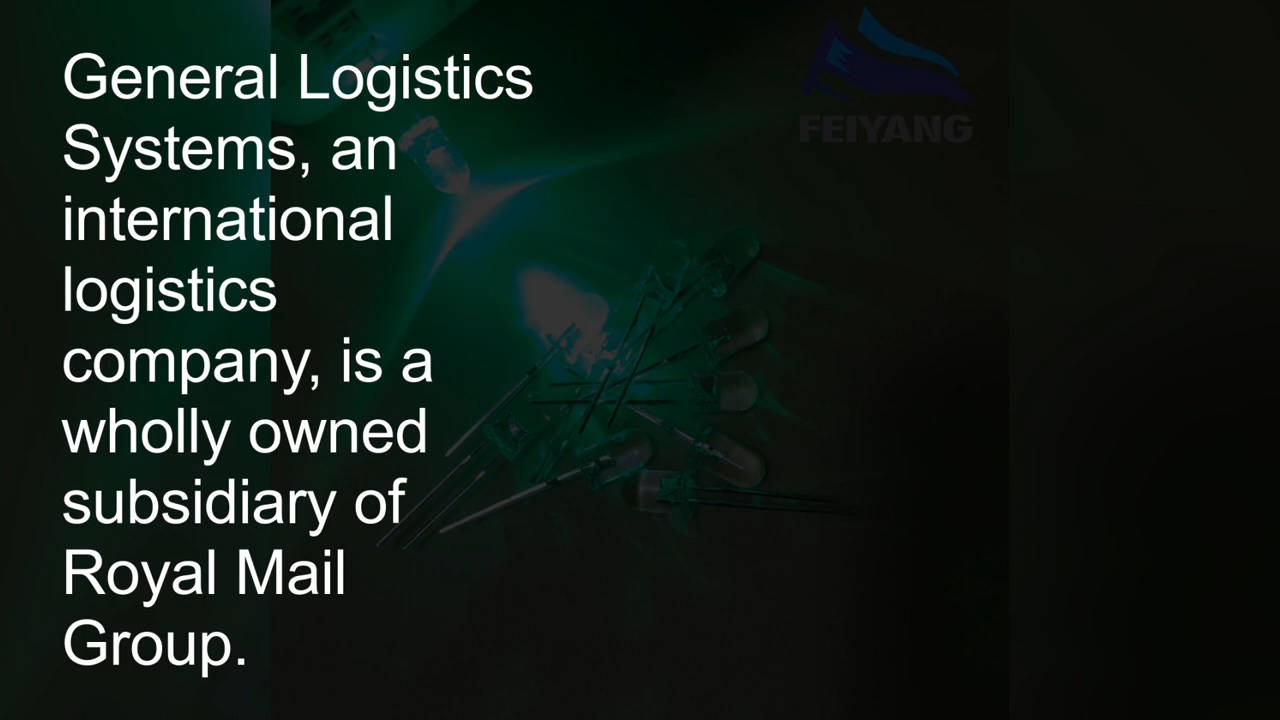 General Logistics
Systems, an
international
logistics
company, is a
wholly owned
subsidiary of
Royal Mail
Group.
FEIYANG